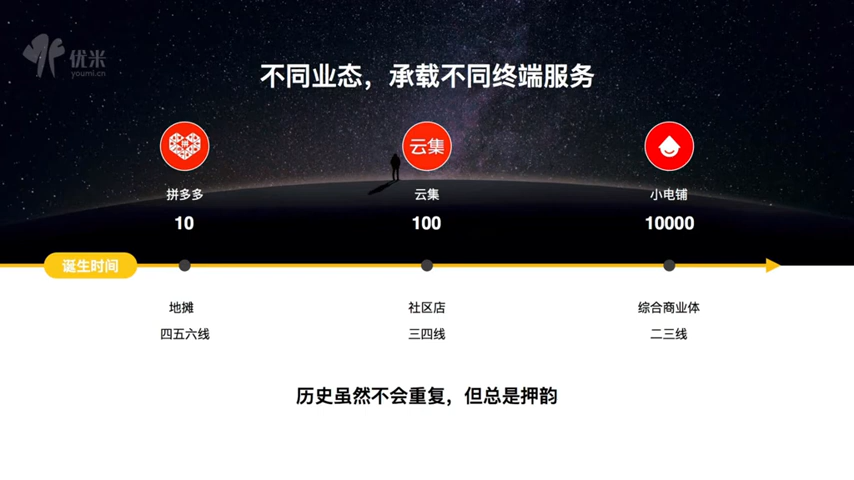 优米
youmi.cn
不同业态，承载不同终端服务
拼
云集
拼多多
云集
小电铺
10
100
10000
诞生时间
地摊
社区店
综合商业体
四五六线
三四线
二三线
历史虽然不会重复，但总是押韵